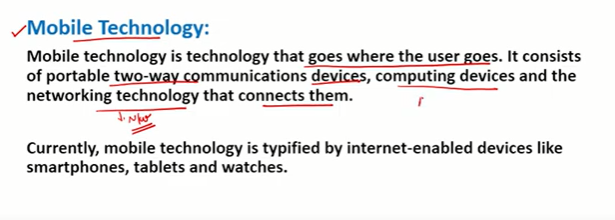 Mobile Technology:
Mobile technology is technology that goes where the user goes. It consists
of portable two-way communications devices, computing devices and the
networking technology that connects them.
Currently, mobile technology is typified by internet-enabled devices like
smartphones, tablets and watches.